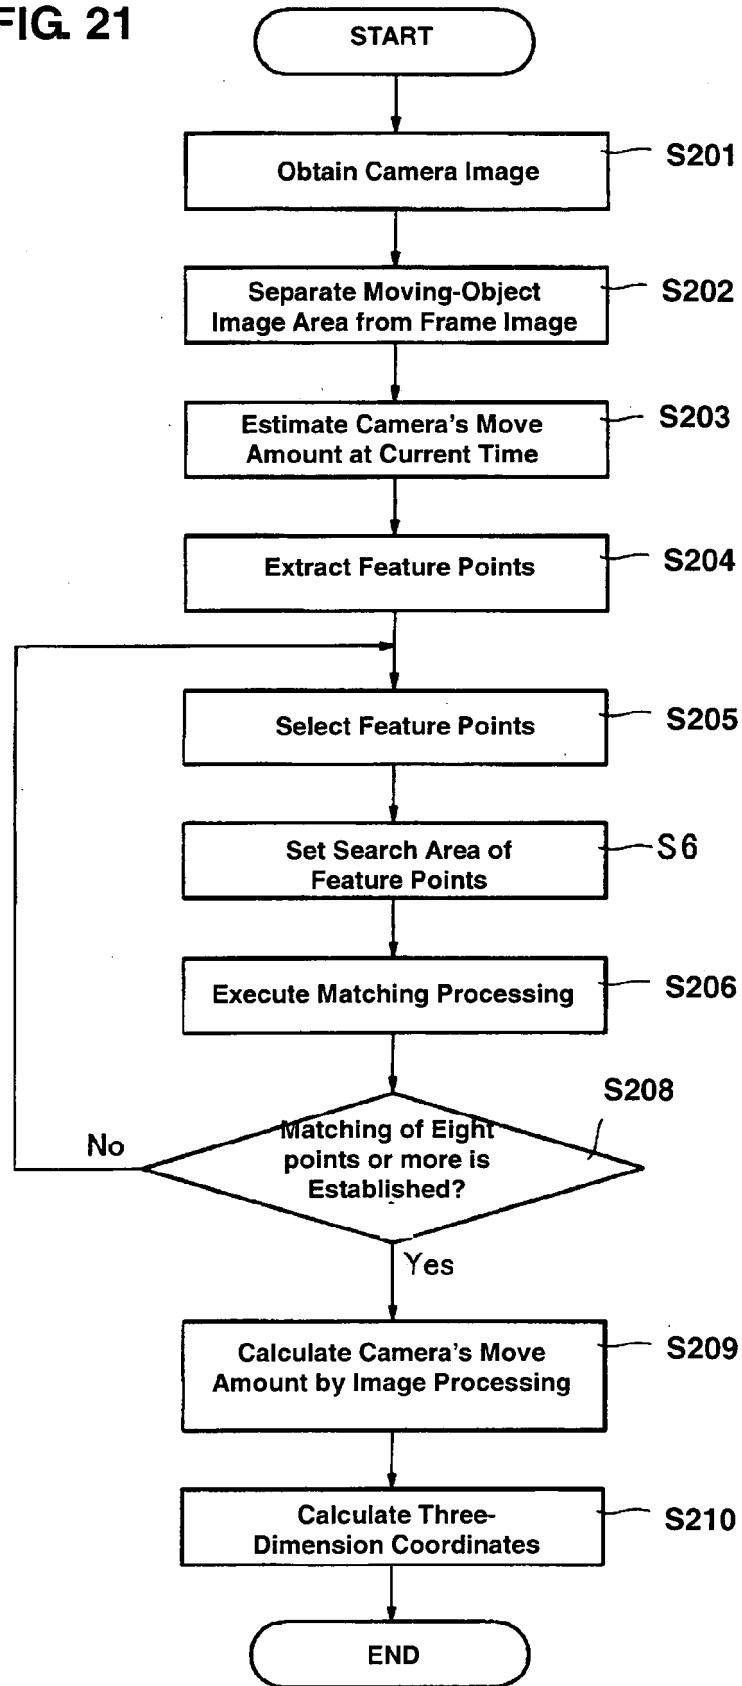 FIG. 21
START
Obtain Camera Image
S201
Separate Moving-Object
Image Area from Frame Image
S202
Estimate Camera's Move
Amount at Current Time
S203
Extract Feature Points
S204
Select Feature Points
S205
Set Search Area of
Feature Points
S6
Execute Matching Processing
S206
S208
Matching of Eight
points or more is
Established?
No
Yes
Calculate Camera's Move
Amount by Image Processing
S209
Calculate Three-
Dimension Coordinates
S210
END